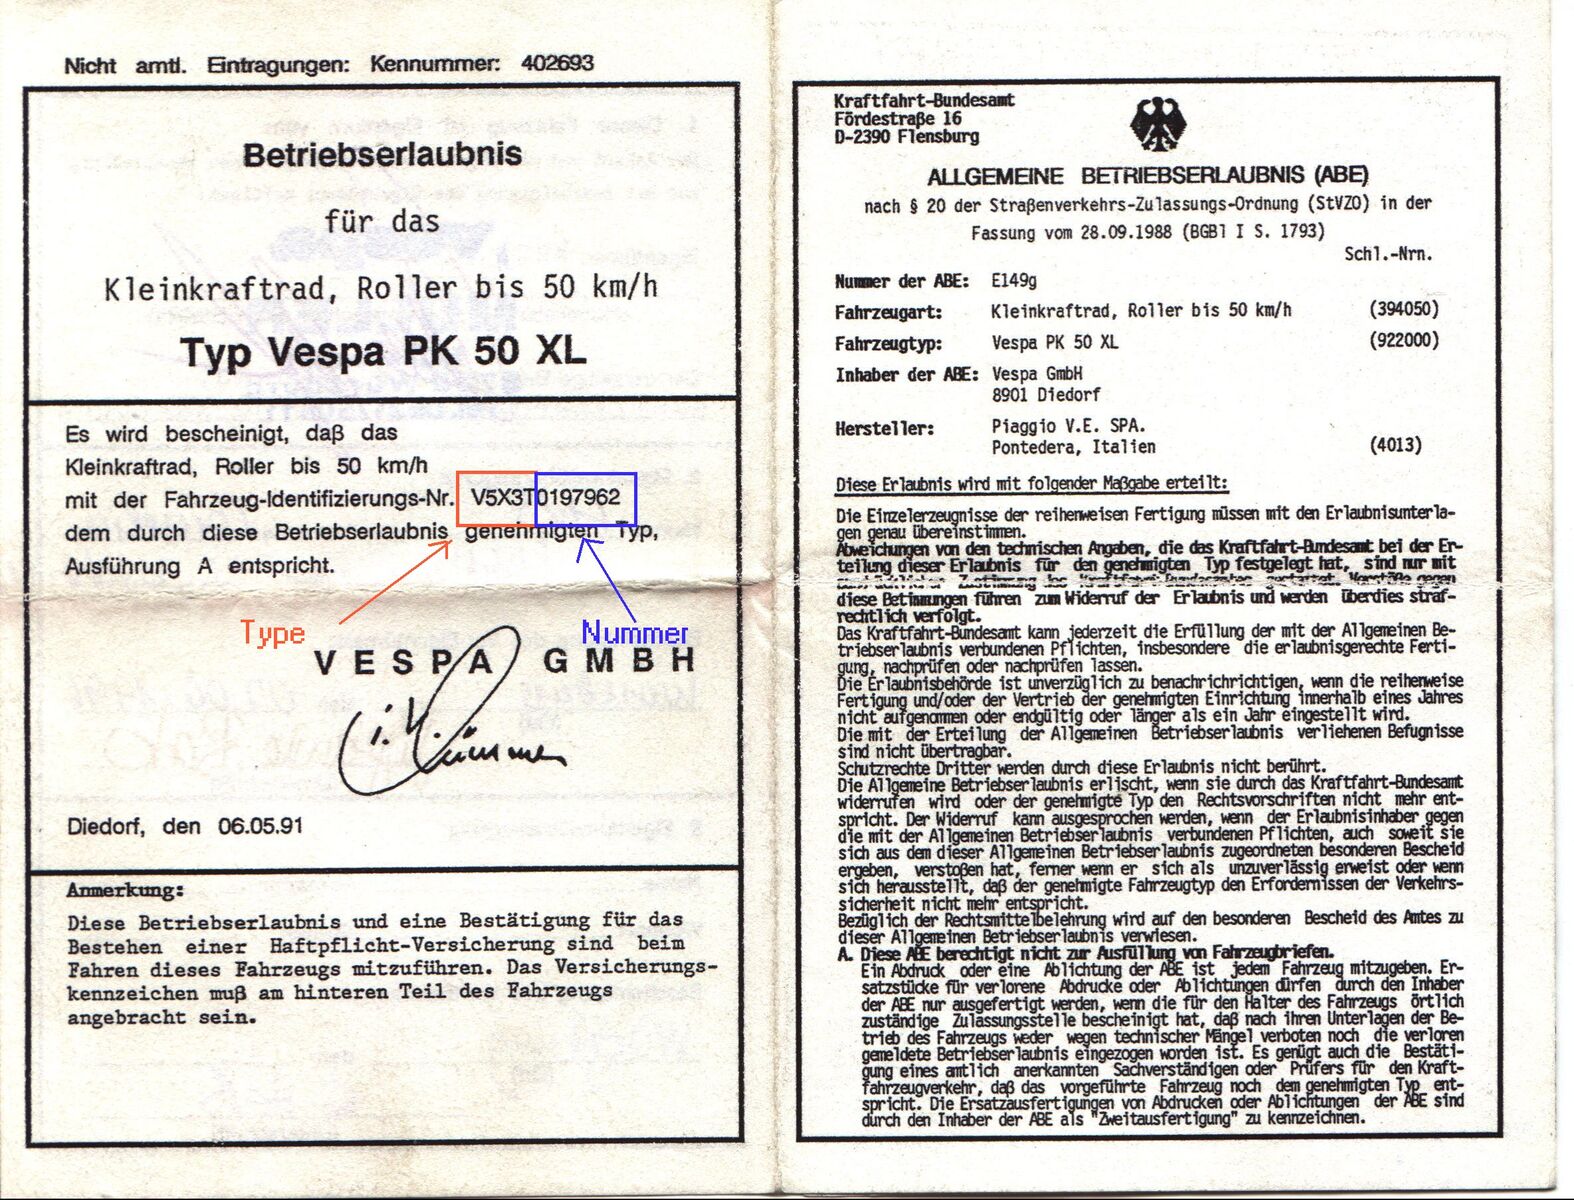 Nicht amtl. Eintragungen: Kennummer: 402693
Betriebserlaubnis
für das
Kleinkraftrad, Roller bis 50 km/h
Typ Vespa PK 50 XL
Es wird bescheinigt, daß das
Kleinkraftrad, Roller bis 50 km/h
mit der Fahrzeug-Identifizierungs-Nr. V5X3T0197962
dem durch diese Betriebserlaubnis genehmigten Typ,
Ausführung A entspricht.
Type Nummer
VESPA GMBH
Diedorf, den 06.05.91
Anmerkung:
Diese Betriebserlaubnis und eine Bestätigung für das
Bestehen einer Haftpflicht-Versicherung sind beim
Fahren dieses Fahrzeugs mitzuführen. Das Versicherungs-
kennzeichen muß am hinteren Teil des Fahrzeugs
angebracht sein.
Kraftfahrt-Bundesamt
Fördestraße 16
D-2390 Flensburg
ALLGEMEINE BETRIEBSERLAUBNIS (ABE)
nach § 20 der Straßenverkehrs-Zulassungs-Ordnung (StVZO) in der
Fassung vom 28.09.1988 (BGBl I S. 1793)
Schl.-Nrn.
Nummer der ABE: E149g
Fahrzeugart: Kleinkraftrad, Roller bis 50 km/h (394050)
Fahrzeugtyp: Vespa PK 50 XL (922000)
Inhaber der ABE: Vespa GmbH
8901 Diedorf
Hersteller: Piaggio V.E. SPA.
Pontedera, Italien (4013)
Diese Erlaubnis wird mit folgender Maßgabe erteilt:
Die Einzelerzeugnisse der reihenweisen Fertigung müssen mit den Erlaubnisunterla-
gen genau übereinstimmen.
Abweichungen von den technischen Angaben, die das Kraftfahrt-Bundesamt bei der Er-
teilung dieser Erlaubnis für den genehmigten Typ festgelegt hat, sind nur mit
Zustimmung des Kraftfahrt-Bundesamtes gestattet. Verstöße gegen
diese Betimmungen führen zum Widerruf der Erlaubnis und werden überdies straf-
rechtlich verfolgt.
Das Kraftfahrt-Bundesamt kann jederzeit die Erfüllung der mit der Allgemeinen Be-
triebserlaubnis verbundenen Pflichten, insbesondere die erlaubnisgerechte Ferti-
gung, nachprüfen oder nachprüfen lassen.
Die Erlaubnisbehörde ist unverzüglich zu benachrichrtigen, wenn die reihenweise
Fertigung und/oder der Vertrieb der genehmigten Einrichtung innerhalb eines Jahres
nicht aufgenommen oder endgültig oder länger als ein Jahr eingestellt wird.
Die mit der Erteilung der Allgemeinen Betriebserlaubnis verliehenen Befugnisse
sind nicht übertragbar.
Schutzrechte Dritter werden durch diese Erlaubnis nicht berührt.
Die Allgemeine Betriebserlaubnis erlischt, wenn sie durch das Kraftfahrt-Bundesamt
widerrufen wird oder der genehmigte Typ den Rechtsvorschriften nicht mehr ent-
spricht. Der Widerruf kann ausgesprochen werden, wenn der Erlaubnisinhaber gegen
die mit der Allgemeinen Betriebserlaubnis verbundenen Pflichten, auch soweit sie
sich aus dem dieser Allgemeinen Betriebserlaubnis zugeordneten besonderen Bescheid
ergeben, verstoßen hat, ferner wenn er sich als unzuverlässig erweist oder wenn
sich herausstellt, daß der genehmigte Fahrzeugtyp den Erfordernissen der Verkehrs-
sicherheit nicht mehr entspricht.
Bezüglich der Rechtsmittelbelehrung wird auf den besonderen Bescheid des Amtes zu
dieser Allgemeinen Betriebserlaubnis verwiesen.
A. Diese ABE berechtigt nicht zur Ausfüllung von Fahrzeugbriefen.
Ein Abdruck oder eine Ablichtung der ABE ist jedem Fahrzeug mitzugeben. Er-
satzstücke für verlorene Abdrucke oder Ablichtungen dürfen durch den Inhaber
der ABE nur ausgefertigt werden, wenn die für den Halter des Fahrzeugs örtlich
zuständige Zulassungsstelle bescheinigt hat, daß nach ihren Unterlagen der Be-
trieb des Fahrzeugs weder wegen technischer Mängel verboten noch die verloren
gemeldete Betriebserlaubnis eingezogen worden ist. Es genügt auch die Bestäti-
gung eines amtlich anerkannten Sachverständigen oder Prüfers für den Kraft-
fahrzeugverkehr, daß das vorgeführte Fahrzeug noch dem genehmigten Typ ent-
spricht. Die Ersatzausfertigungen von Abdrucken oder Ablichtungen der ABE sind
durch den Inhaber der ABE als "Zweitausfertigung" zu kennzeichnen.